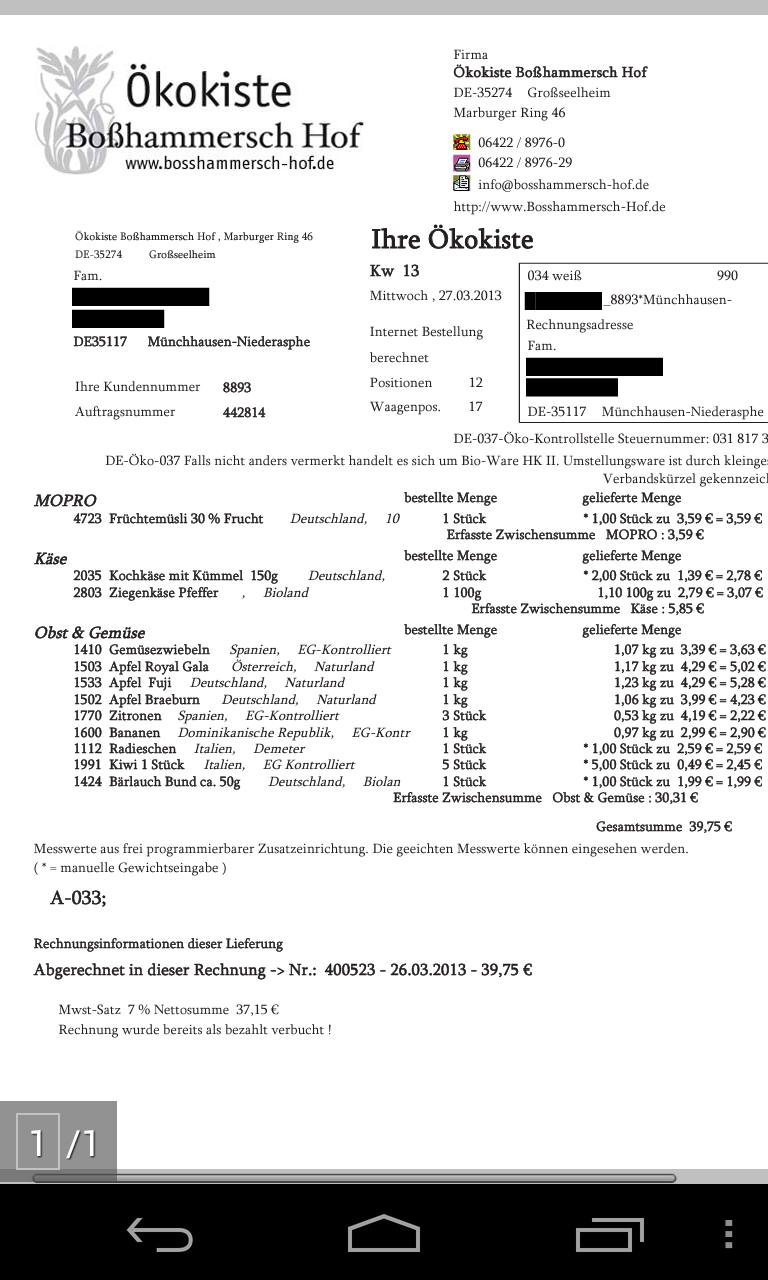 Ökokiste
Boßhammersch Hof
www.bosshammersch-hof.de
Firma
Ökokiste Boßhammersch Hof
DE-35274 Großseelheim
Marburger Ring 46
06422 / 8976-0
06422 / 8976-29
info@bosshammersch-hof.de
http://www.Bosshammersch-Hof.de
Ökokiste Boßhammersch Hof , Marburger Ring 46
DE-35274 Großseelheim
Fam.
DE35117 Münchhausen-Niederasphe
Ihre Kundennummer 8893
Auftragsnummer 442814
Ihre Ökokiste
Kw 13
Mittwoch , 27.03.2013
Internet Bestellung
berechnet
Positionen 12
Waagenpos. 17
034 weiß 990
_8893*Münchhausen-
Rechnungsadresse
Fam.
DE-35117 Münchhausen-Niederasphe
DE-037-Öko-Kontrollstelle Steuernummer: 031 817 3
DE-Öko-037 Falls nicht anders vermerkt handelt es sich um Bio-Ware HK II. Umstellungsware ist durch kleinge
Verbandskürzel gekennzeic
MOPRO bestellte Menge gelieferte Menge
4723 Früchtemüsli 30 % Frucht Deutschland, 10 1 Stück * 1,00 Stück zu 3,59 € = 3,59 €
Erfasste Zwischensumme MOPRO : 3,59 €
Käse bestellte Menge gelieferte Menge
2035 Kochkäse mit Kümmel 150g Deutschland, 2 Stück * 2,00 Stück zu 1,39 € = 2,78 €
2803 Ziegenkäse Pfeffer , Bioland 1 100g 1,10 100g zu 2,79 € = 3,07 €
Erfasste Zwischensumme Käse : 5,85 €
Obst & Gemüse bestellte Menge gelieferte Menge
1410 Gemüsezwiebeln Spanien, EG-Kontrolliert 1 kg 1,07 kg zu 3,39 € = 3,63 €
1503 Apfel Royal Gala Österreich, Naturland 1 kg 1,17 kg zu 4,29 € = 5,02 €
1533 Apfel Fuji Deutschland, Naturland 1 kg 1,23 kg zu 4,29 € = 5,28 €
1502 Apfel Braeburn Deutschland, Naturland 1 kg 1,06 kg zu 3,99 € = 4,23 €
1770 Zitronen Spanien, EG-Kontrolliert 3 Stück 0,53 kg zu 4,19 € = 2,22 €
1600 Bananen Dominikanische Republik, EG-Kontr 1 kg 0,97 kg zu 2,99 € = 2,90 €
1112 Radieschen Italien, Demeter 1 Stück * 1,00 Stück zu 2,59 € = 2,59 €
1991 Kiwi 1 Stück Italien, EG Kontrolliert 5 Stück * 5,00 Stück zu 0,49 € = 2,45 €
1424 Bärlauch Bund ca. 50g Deutschland, Biolan 1 Stück * 1,00 Stück zu 1,99 € = 1,99 €
Erfasste Zwischensumme Obst & Gemüse : 30,31 €
Gesamtsumme 39,75 €
Messwerte aus frei programmierbarer Zusatzeinrichtung. Die geeichten Messwerte können eingesehen werden.
( * = manuelle Gewichtseingabe )
A-033;
Rechnungsinformationen dieser Lieferung
Abgerechnet in dieser Rechnung -> Nr.: 400523 - 26.03.2013 - 39,75 €
Mwst-Satz 7 % Nettosumme 37,15 €
Rechnung wurde bereits als bezahlt verbucht !
1 /1